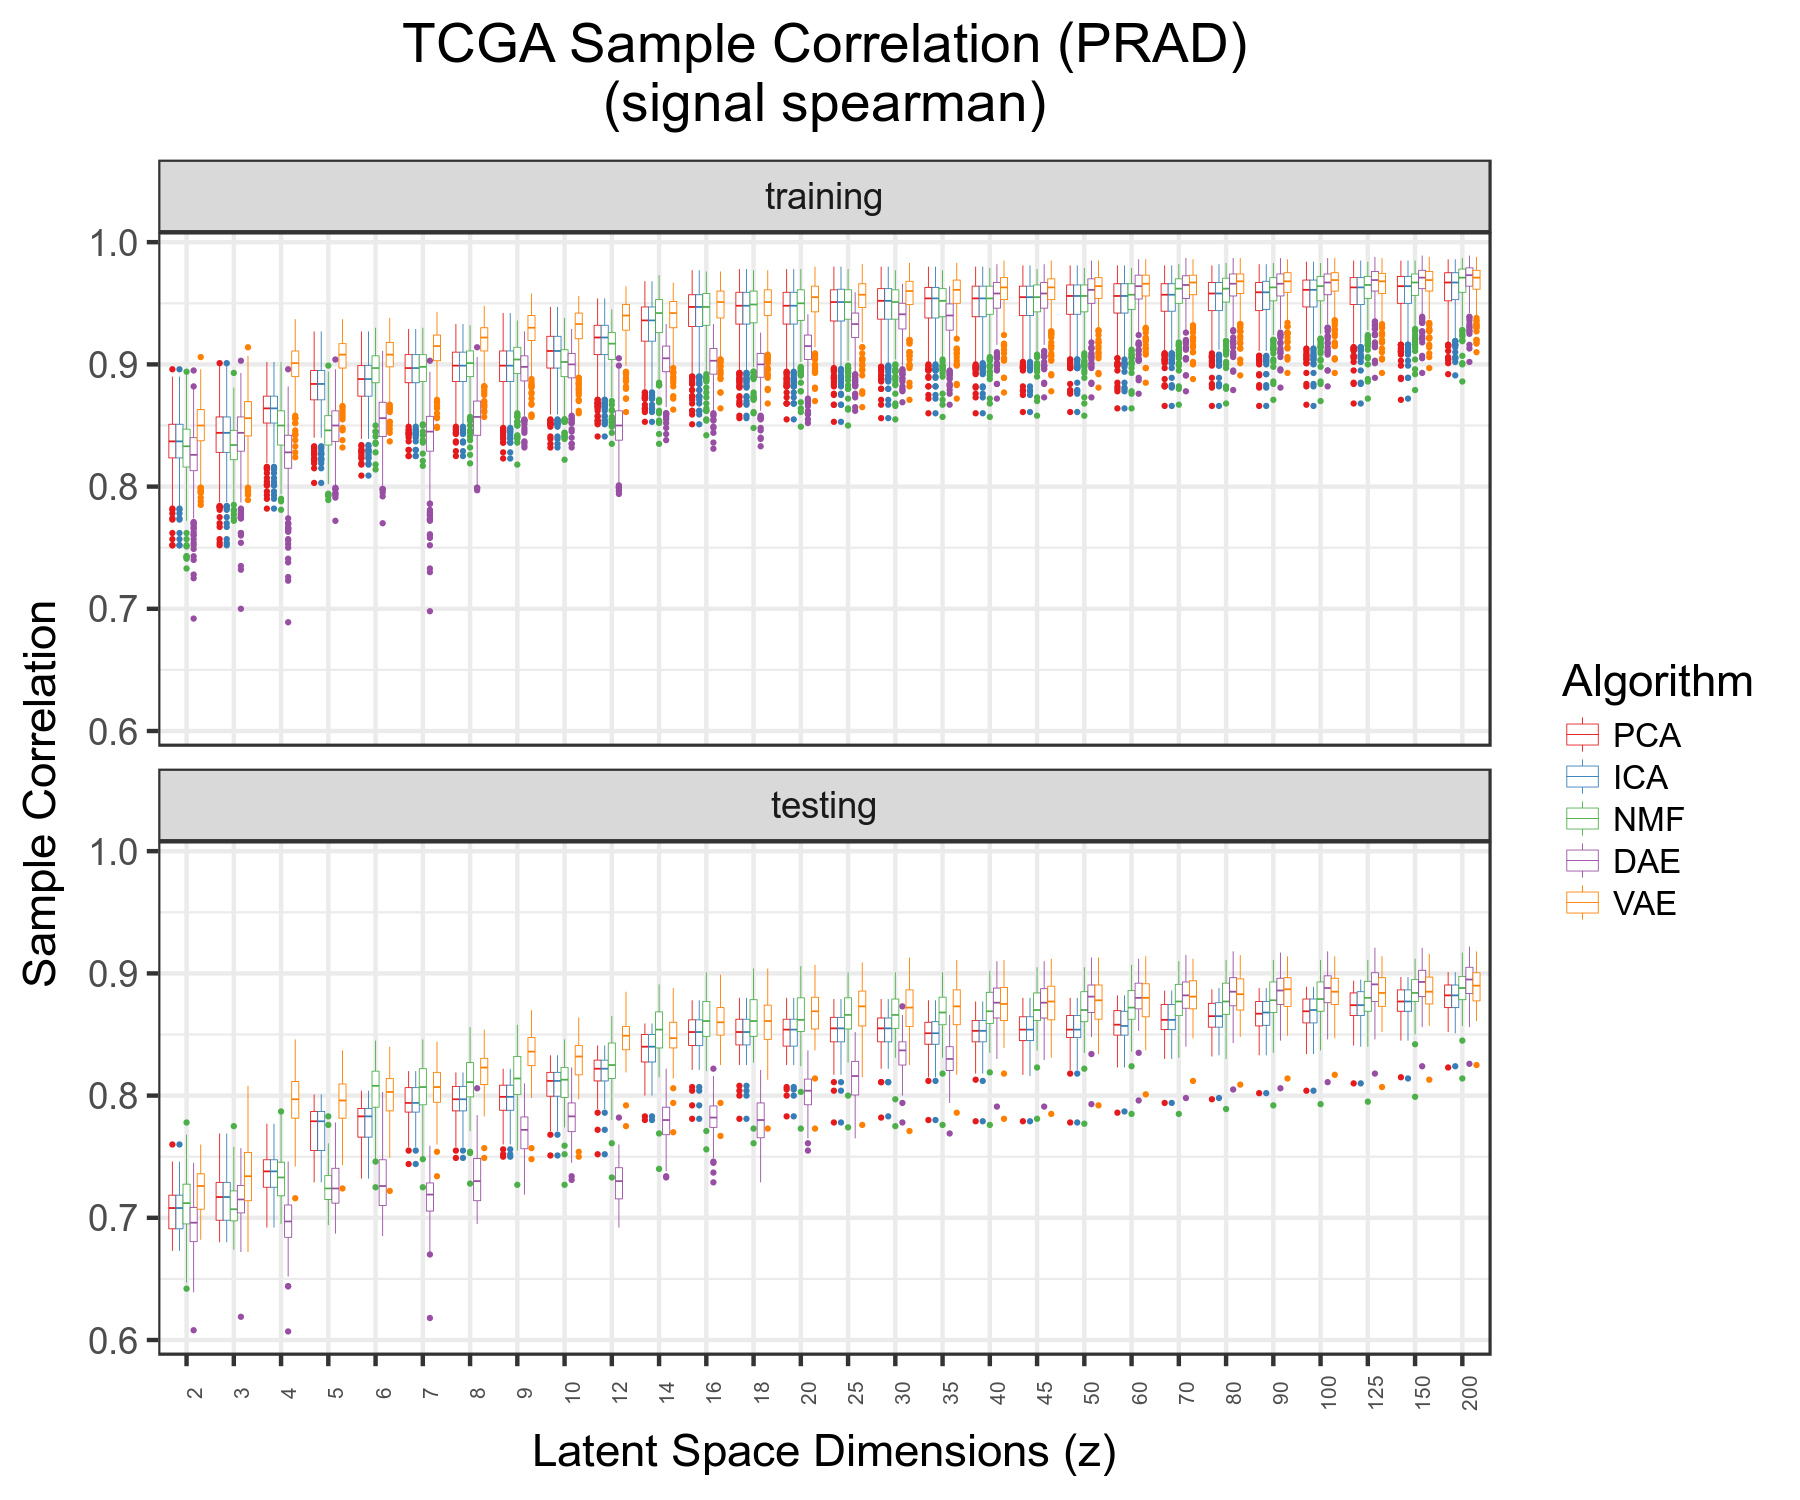 TCGA Sample Correlation (PRAD)
(signal spearman)
training
1.0
0.9
0.8
0.7
0.6
testing
1.0
0.9
0.8
0.7
0.6
Sample Correlation
2 3 4 5 6 7 8 9 10 12 14 16 18 20 25 30 35 40 45 50 60 70 80 90 100 125 150 200
Latent Space Dimensions (z)
Algorithm
PCA
ICA
NMF
DAE
VAE